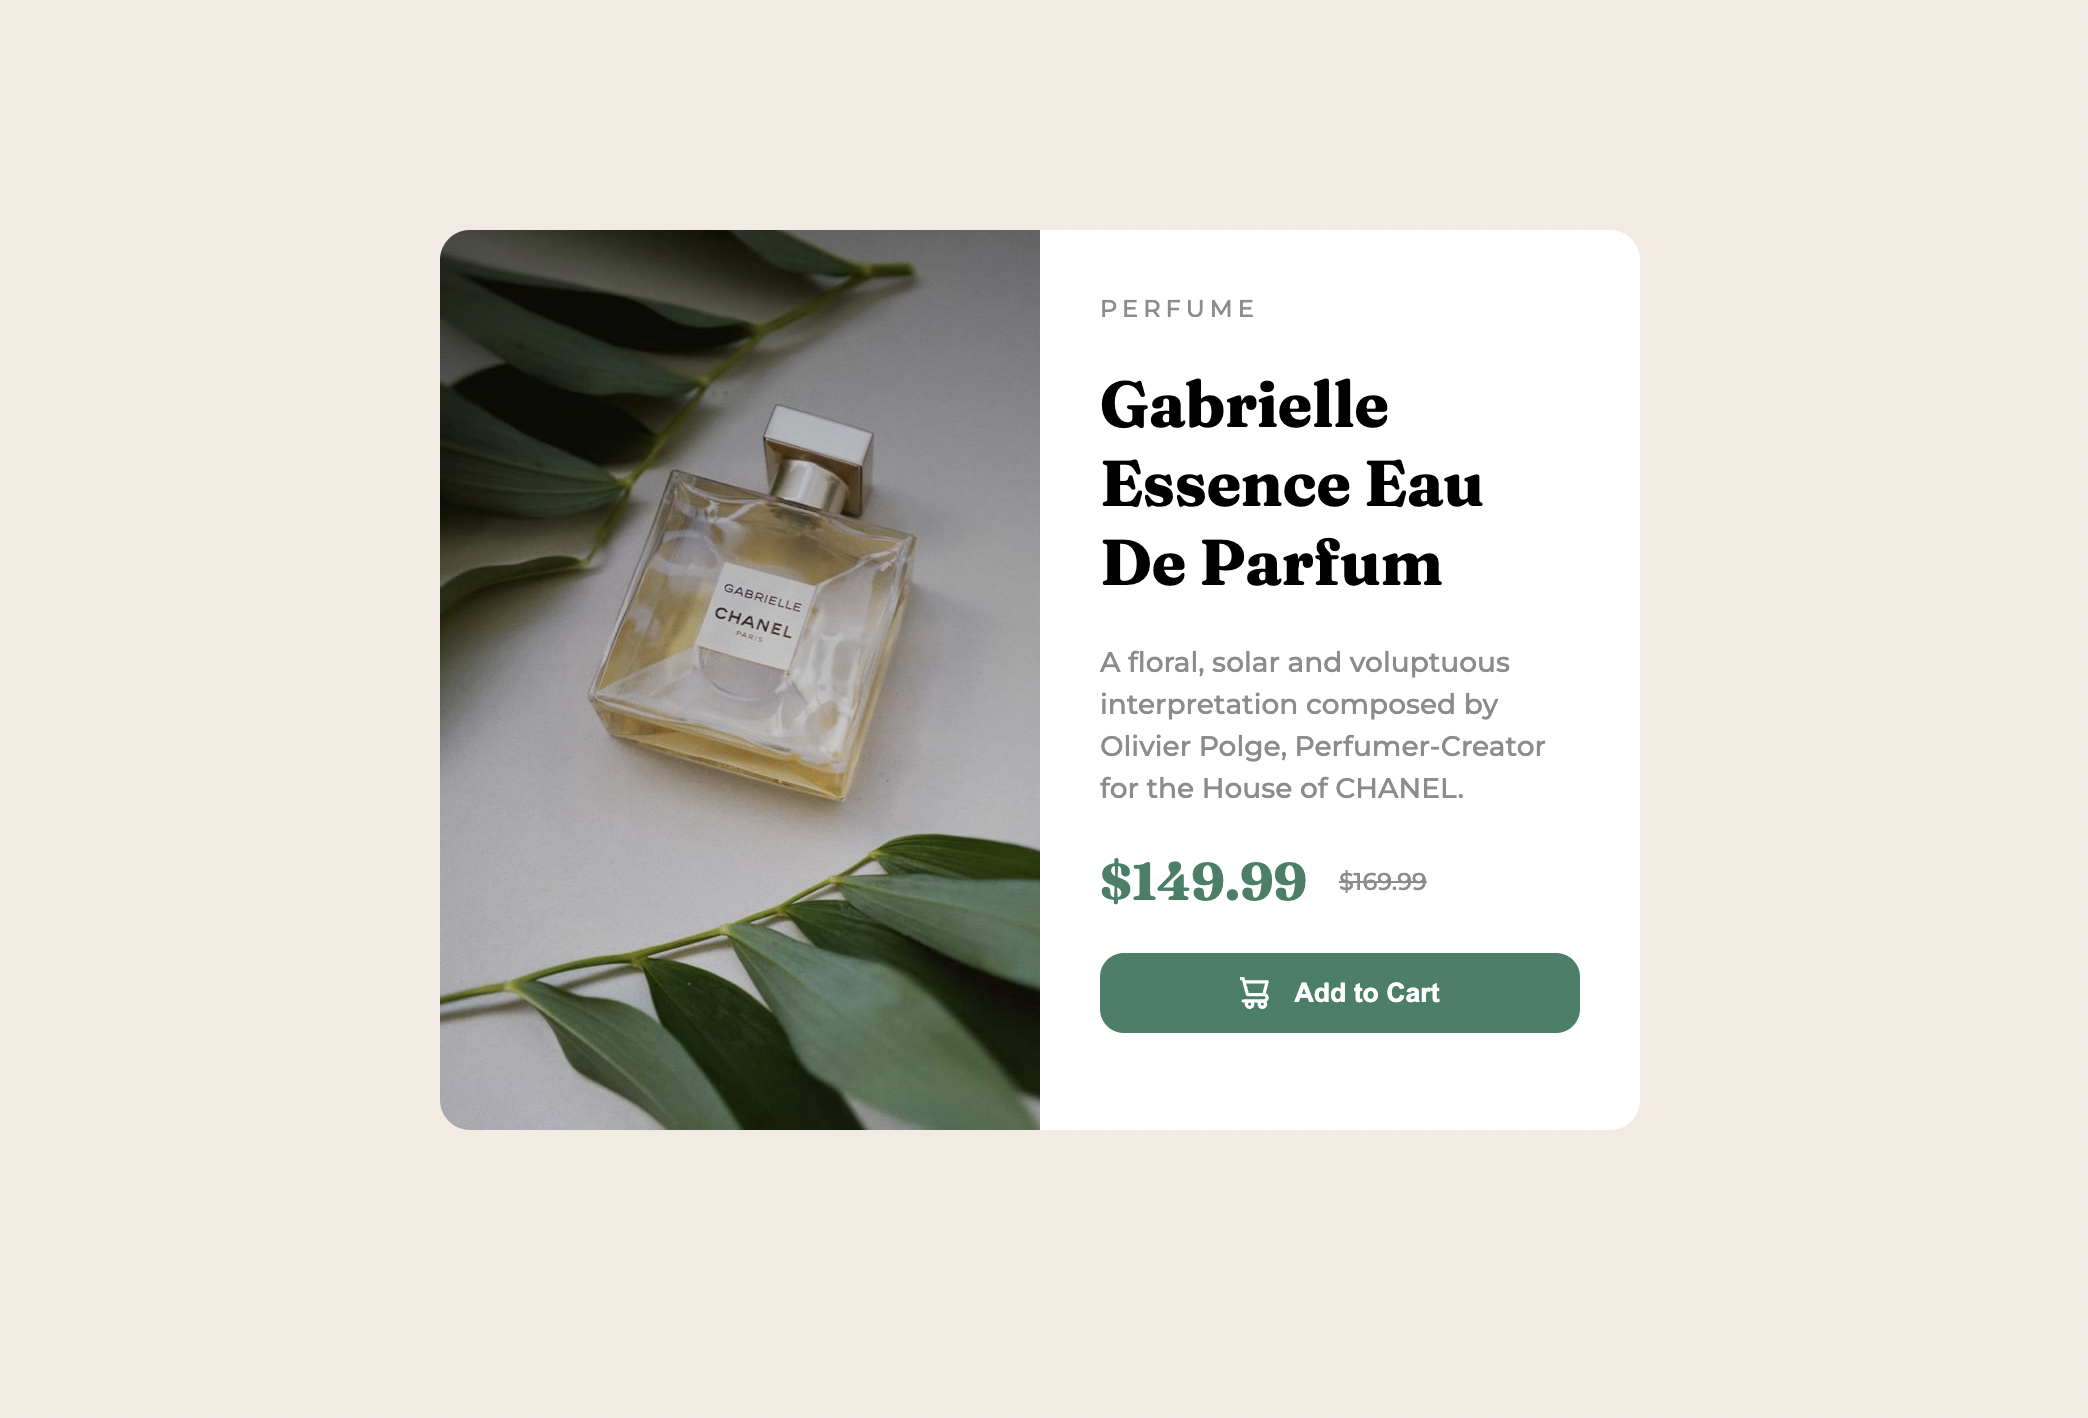 GABRIELLE
CHANEL
PARIS
PERFUME
Gabrielle
Essence Eau
De Parfum
A floral, solar and voluptuous
interpretation composed by
Olivier Polge, Perfumer-Creator
for the House of CHANEL.
$149.99 $169.99
Add to Cart